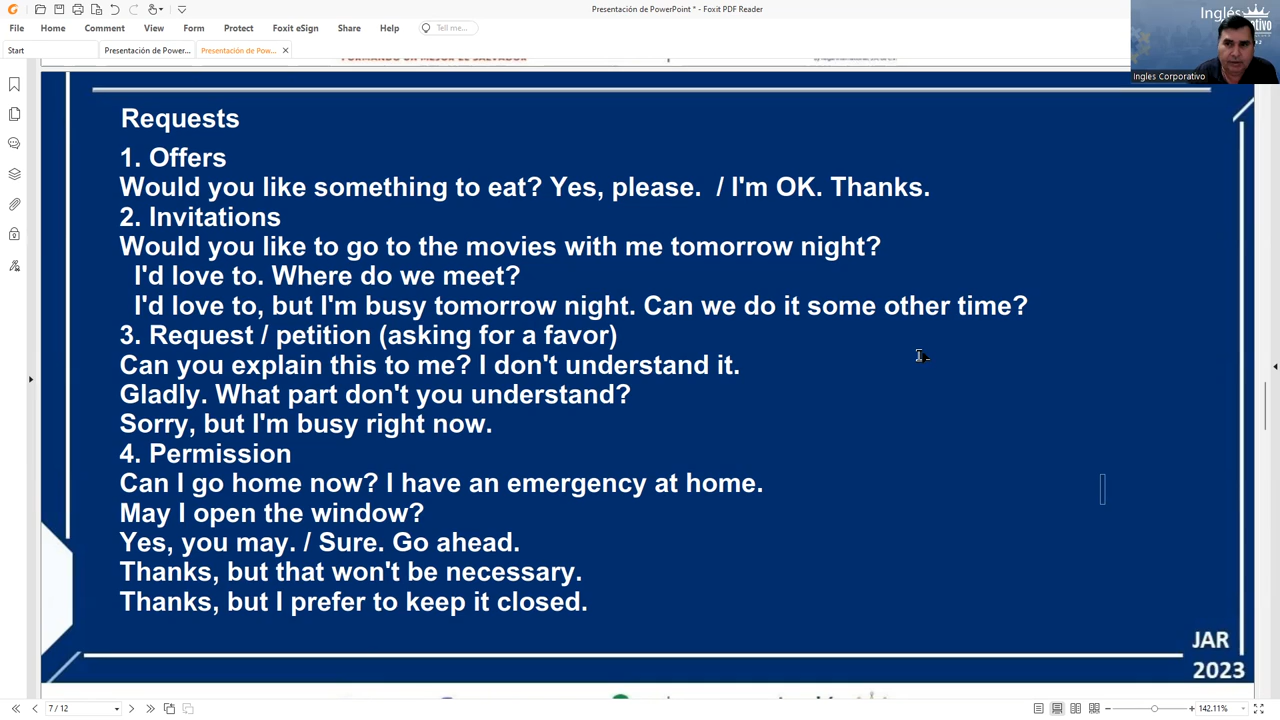 Presentación de PowerPoint * - Foxit PDF Reader
File Home Comment View Form Protect Foxit eSign Share Help Tell me...
Start Presentación de Power... Presentación de Pow...
Inglés
Ingles Corporativo
FORMANDO UN MEJOR EL SALVADOR
Requests
1. Offers
Would you like something to eat? Yes, please. / I'm OK. Thanks.
2. Invitations
Would you like to go to the movies with me tomorrow night?
I'd love to. Where do we meet?
I'd love to, but I'm busy tomorrow night. Can we do it some other time?
3. Request / petition (asking for a favor)
Can you explain this to me? I don't understand it.
Gladly. What part don't you understand?
Sorry, but I'm busy right now.
4. Permission
Can I go home now? I have an emergency at home.
May I open the window?
Yes, you may. / Sure. Go ahead.
Thanks, but that won't be necessary.
Thanks, but I prefer to keep it closed.
JAR
2023
7 / 12
142.11%